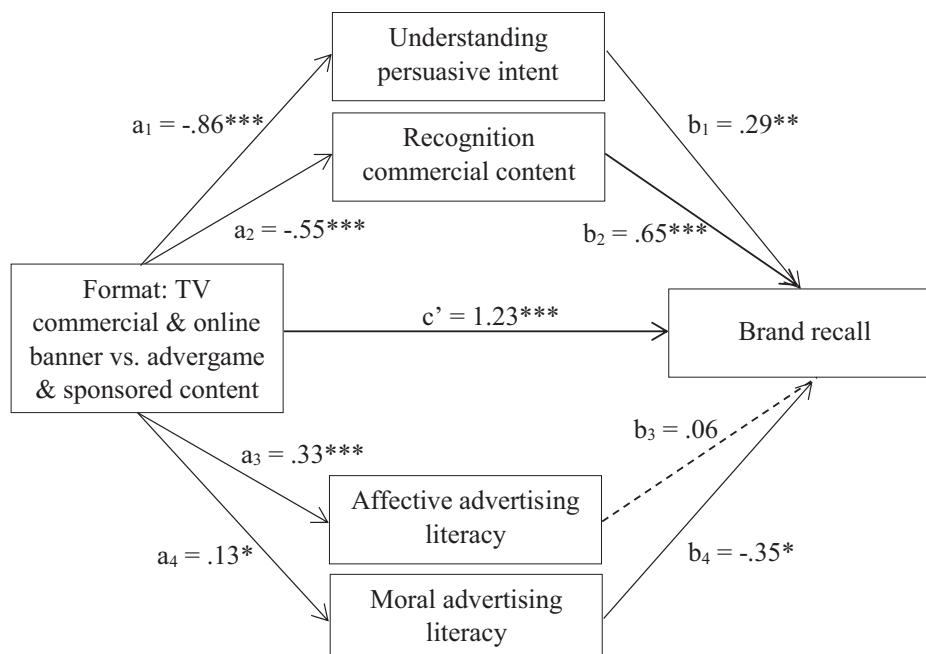 Understanding
persuasive intent
a1 = -.86***
b1 = .29**
Recognition
commercial content
a2 = -.55***
b2 = .65***
Format: TV
commercial & online
banner vs. advergame
& sponsored content
c’ = 1.23***
Brand recall
a3 = .33***
b3 = .06
Affective advertising
literacy
a4 = .13*
b4 = -.35*
Moral advertising
literacy